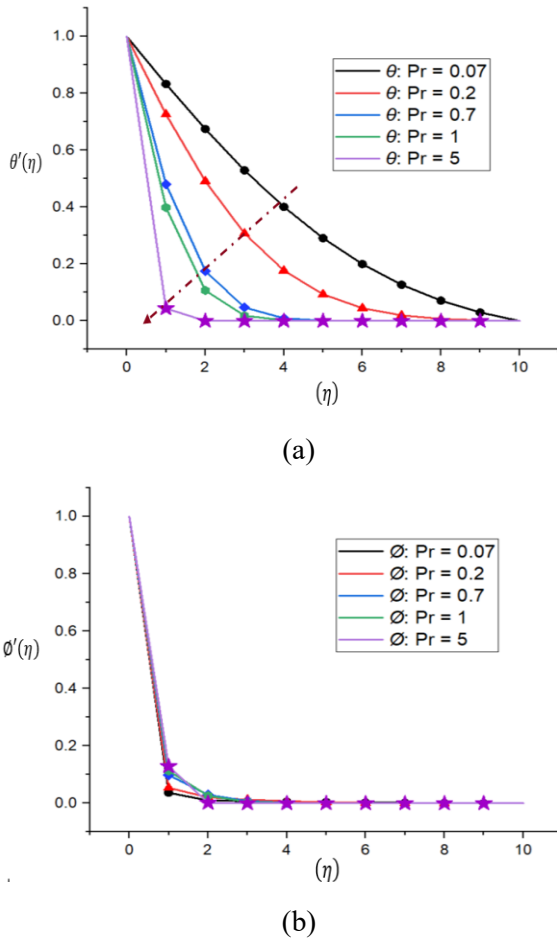 1.0
0.8
0.6
0.4
0.2
0.0
θ′(η)
θ: Pr = 0.07
θ: Pr = 0.2
θ: Pr = 0.7
θ: Pr = 1
θ: Pr = 5
0 2 4 6 8 10
(η)
(a)
1.0
0.8
0.6
0.4
0.2
0.0
Ø′(η)
Ø: Pr = 0.07
Ø: Pr = 0.2
Ø: Pr = 0.7
Ø: Pr = 1
Ø: Pr = 5
0 2 4 6 8 10
(η)
(b)